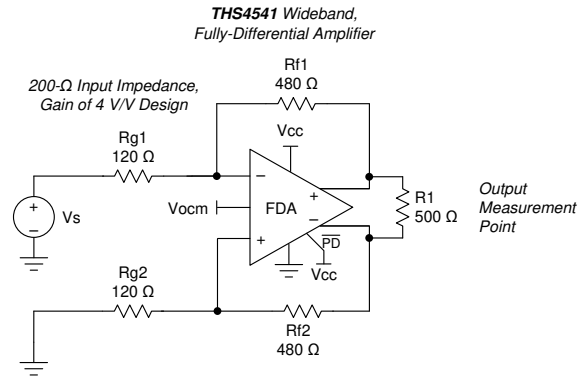 THS4541 Wideband,
Fully-Differential Amplifier
Rf1
480 Ω
200-Ω Input Impedance,
Gain of 4 V/V Design
Rg1
120 Ω
Vcc
−
+
Vs
+
−
Vocm
FDA
+
−
PD
Vcc
R1
500 Ω
Output
Measurement
Point
Rg2
120 Ω
Rf2
480 Ω